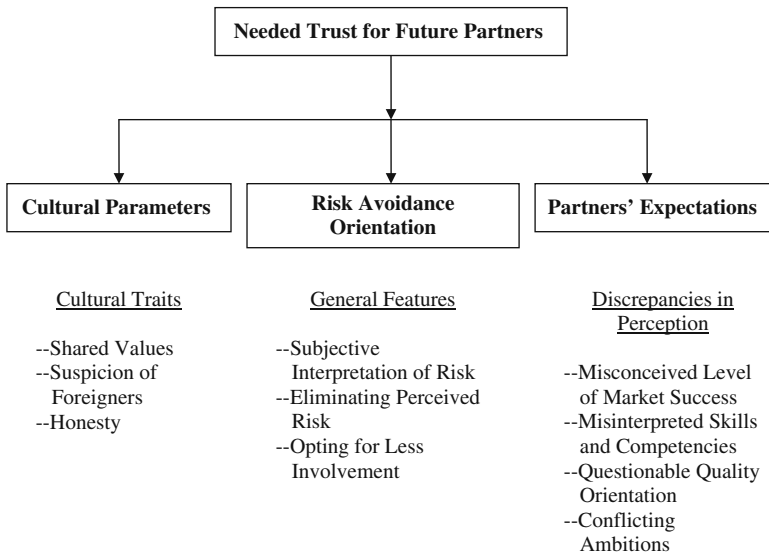 Needed Trust for Future Partners
Cultural Parameters
Risk Avoidance
Orientation
Partners’ Expectations
Cultural Traits
--Shared Values
--Suspicion of
Foreigners
--Honesty
General Features
--Subjective
Interpretation of Risk
--Eliminating Perceived
Risk
--Opting for Less
Involvement
Discrepancies in
Perception
--Misconceived Level
of Market Success
--Misinterpreted Skills
and Competencies
--Questionable Quality
Orientation
--Conflicting
Ambitions